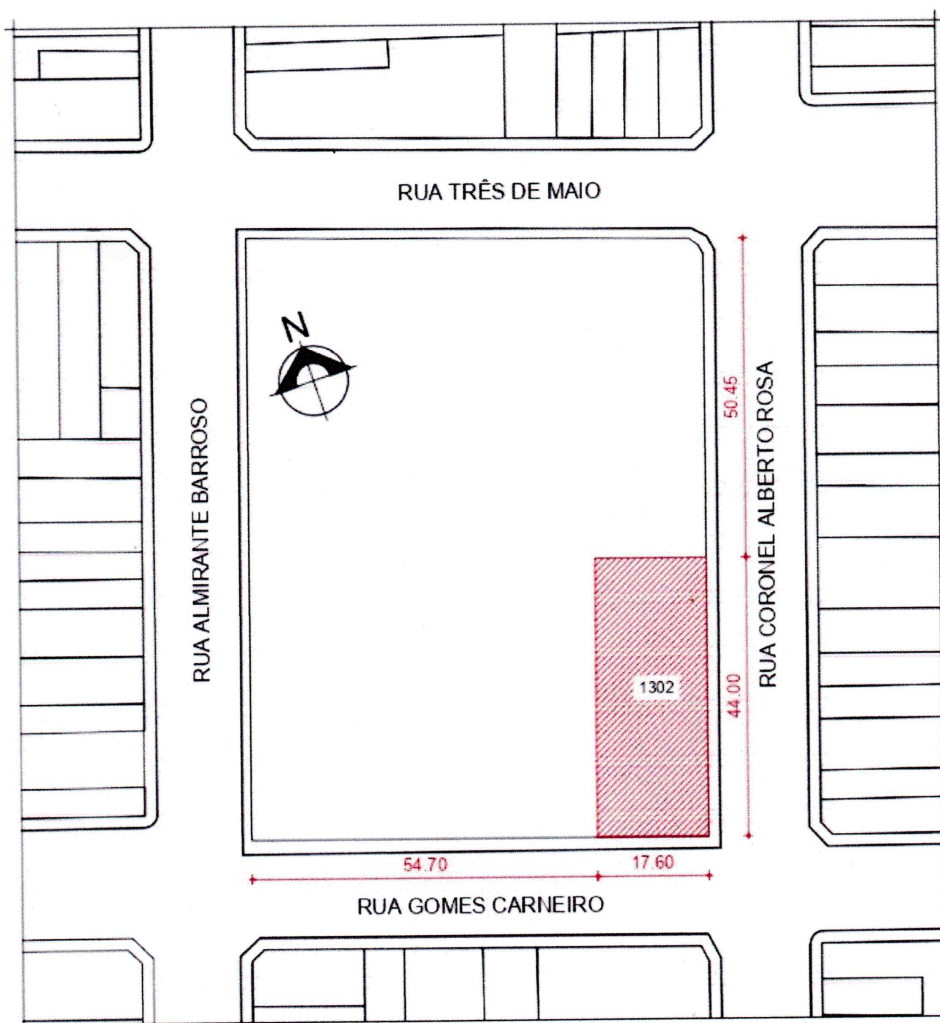 RUA TRÊS DE MAIO
N
50.45
RUA ALMIRANTE BARROSO
RUA CORONEL ALBERTO ROSA
1302
44.00
54.70
17.60
RUA GOMES CARNEIRO